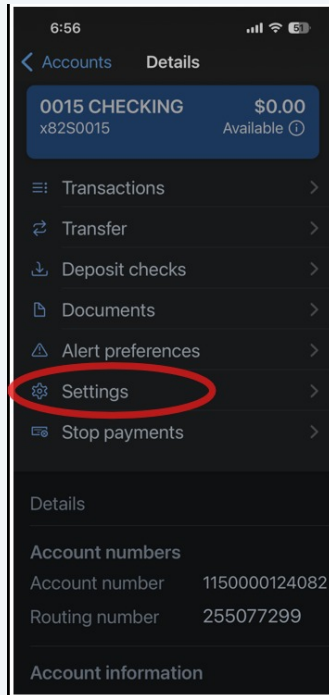 6:56
51
Accounts Details
0015 CHECKING $0.00
x82S0015 Available
Transactions
Transfer
Deposit checks
Documents
Alert preferences
Settings
Stop payments
Details
Account numbers
Account number 1150000124082
Routing number 255077299
Account information